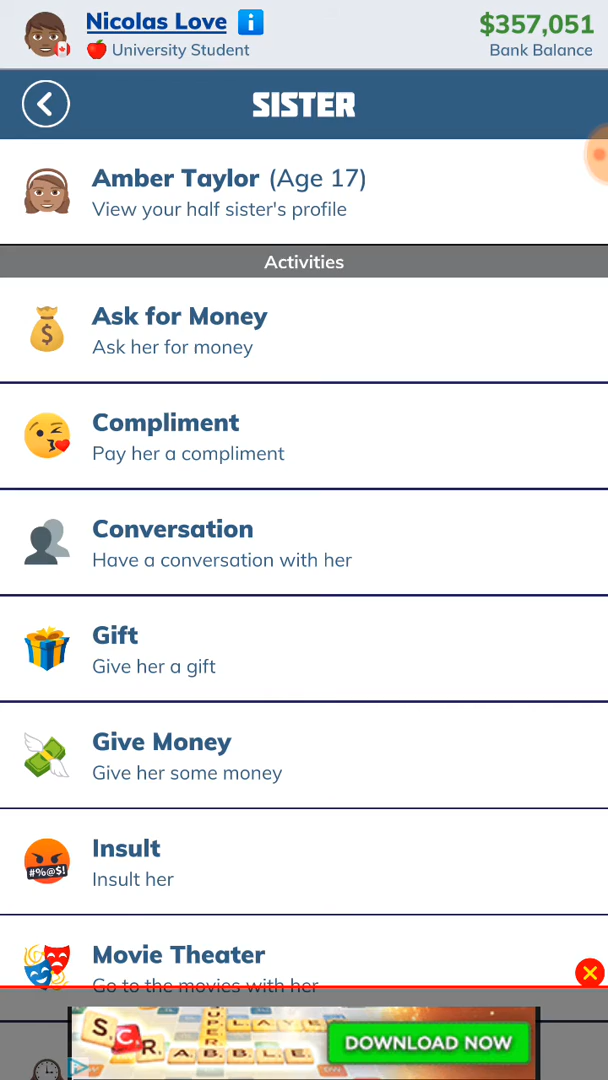 Nicolas Love
$357,051
University Student
Bank Balance
SISTER
Amber Taylor (Age 17)
View your half sister's profile
Activities
Ask for Money
Ask her for money
Compliment
Pay her a compliment
Conversation
Have a conversation with her
Gift
Give her a gift
Give Money
Give her some money
#%@$!
Insult
Insult her
Movie Theater
Go to the movies with her
SCRABBLE
DOWNLOAD NOW